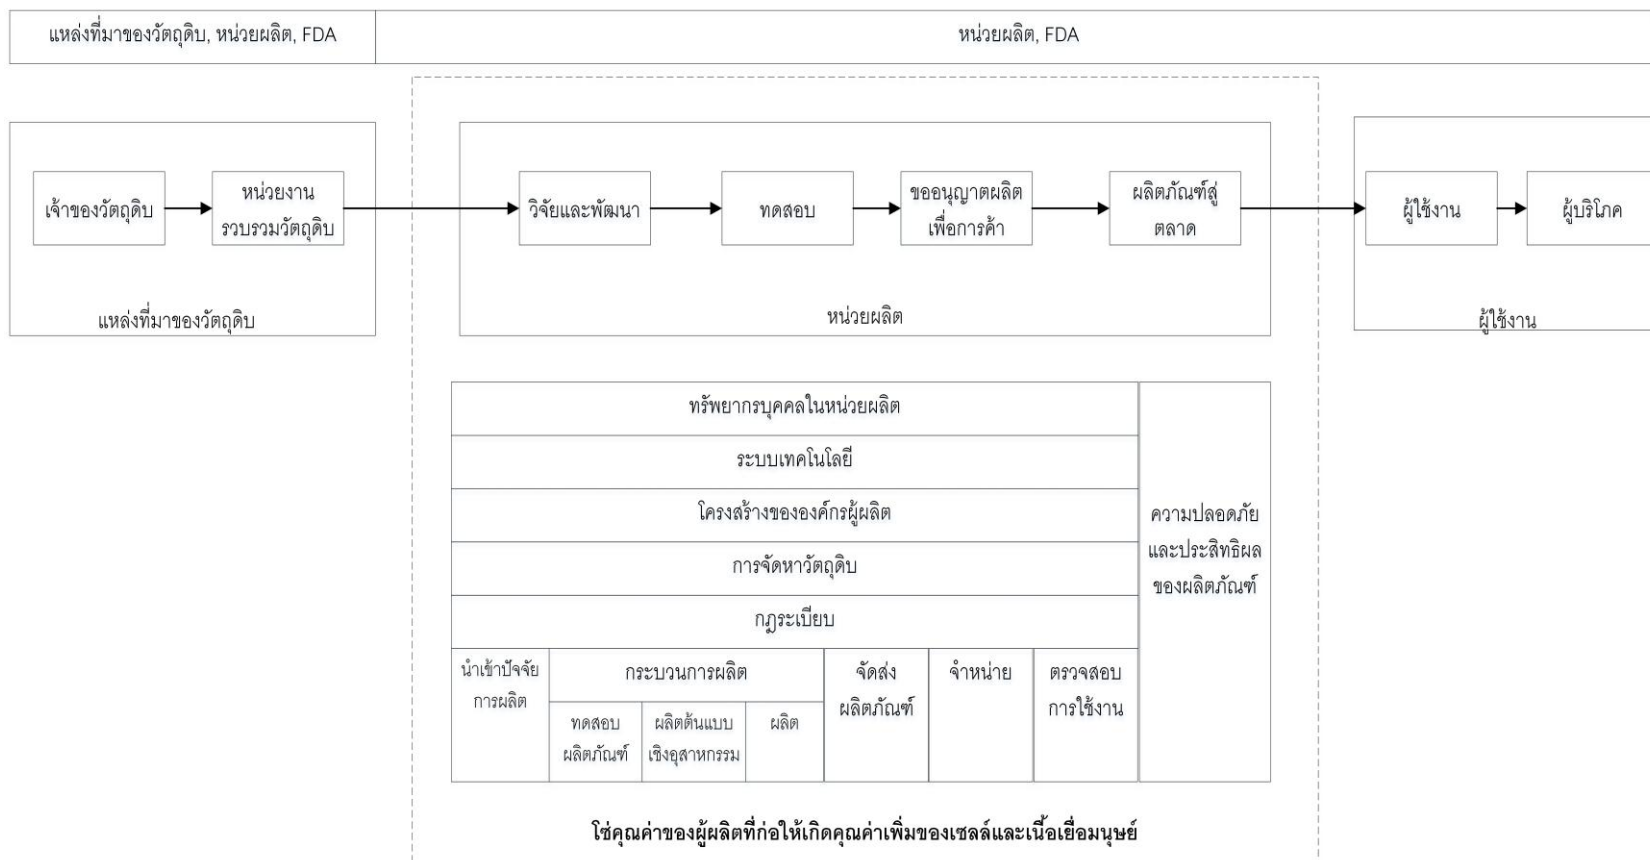 แหล่งที่มาของวัตถุดิบ, หน่วยผลิต, FDA
หน่วยผลิต, FDA
เจ้าของวัตถุดิบ
หน่วยงาน
รวบรวมวัตถุดิบ
วิจัยและพัฒนา
ทดสอบ
ขออนุญาตผลิต
เพื่อการค้า
ผลิตภัณฑ์สู่
ตลาด
ผู้ใช้งาน
ผู้บริโภค
แหล่งที่มาของวัตถุดิบ
หน่วยผลิต
ผู้ใช้งาน
ทรัพยากรบุคคลในหน่วยผลิต
ระบบเทคโนโลยี
โครงสร้างขององค์กรผู้ผลิต
การจัดหาวัตถุดิบ
กฎระเบียบ
นำเข้าปัจจัย
การผลิต
กระบวนการผลิต
ทดสอบ
ผลิตภัณฑ์
ผลิตต้นแบบ
เชิงอุสาหกรรม
ผลิต
จัดส่ง
ผลิตภัณฑ์
จำหน่าย
ตรวจสอบ
การใช้งาน
ความปลอดภัย
และประสิทธิผล
ของผลิตภัณฑ์
โซ่คุณค่าของผู้ผลิตที่ก่อให้เกิดคุณค่าเพิ่มของเซลล์และเนื้อเยื่อมนุษย์